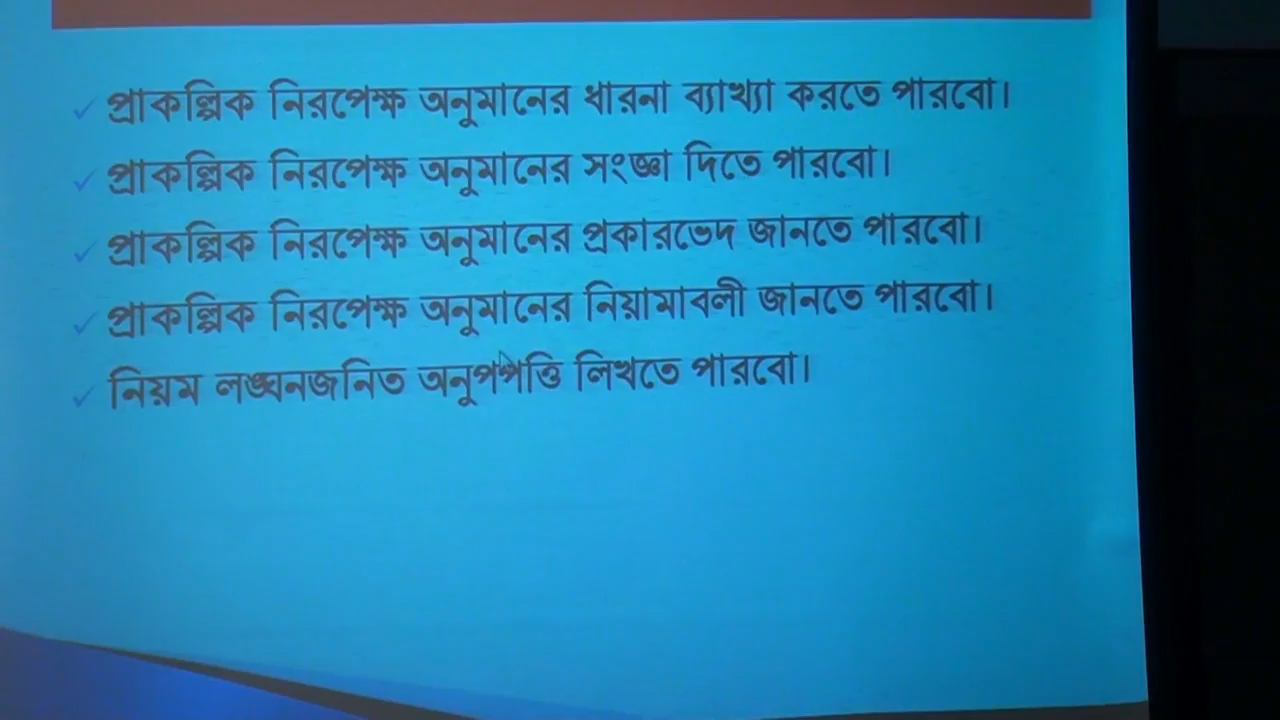 প্রাকল্পিক নিরপেক্ষ অনুমানের ধারনা ব্যাখ্যা করতে পারবো।
প্রাকল্পিক নিরপেক্ষ অনুমানের সংজ্ঞা দিতে পারবো।
প্রাকল্পিক নিরপেক্ষ অনুমানের প্রকারভেদ জানতে পারবো।
প্রাকল্পিক নিরপেক্ষ অনুমানের নিয়ামাবলী জানতে পারবো।
নিয়ম লঙ্ঘনজনিত অনুপপত্তি লিখতে পারবো।